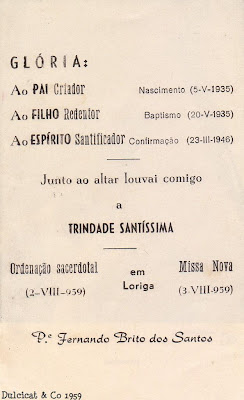 GLÓRIA:
Ao PAI Criador Nascimento (5-V-1935)
Ao FILHO Redentor Baptismo (20-V-1935)
Ao ESPÍRITO Santificador Confirmação (23-III-1946)
Junto ao altar louvai comigo
a
TRINDADE SANTÍSSIMA
Ordenação sacerdotal em Missa Nova
(2-VIII-959) Loriga (3-VIII-959)
P.e Fernando Brito dos Santos
Dulcicat & Co 1959